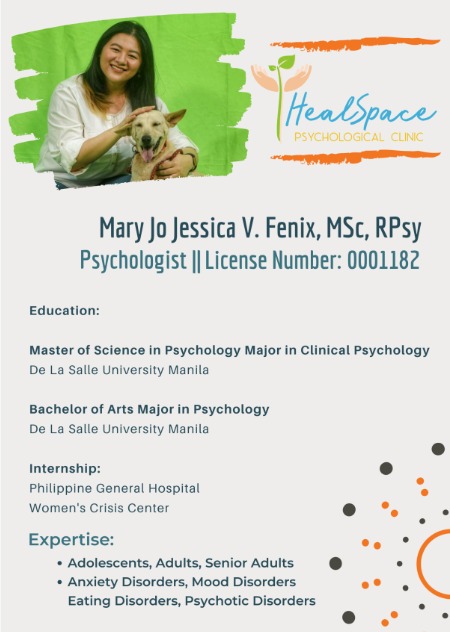 HealSpace
PSYCHOLOGICAL CLINIC
Mary Jo Jessica V. Fenix, MSc, RPsy
Psychologist || License Number: 0001182
Education:
Master of Science in Psychology Major in Clinical Psychology
De La Salle University Manila
Bachelor of Arts Major in Psychology
De La Salle University Manila
Internship:
Philippine General Hospital
Women's Crisis Center
Expertise:
• Adolescents, Adults, Senior Adults
• Anxiety Disorders, Mood Disorders
Eating Disorders, Psychotic Disorders